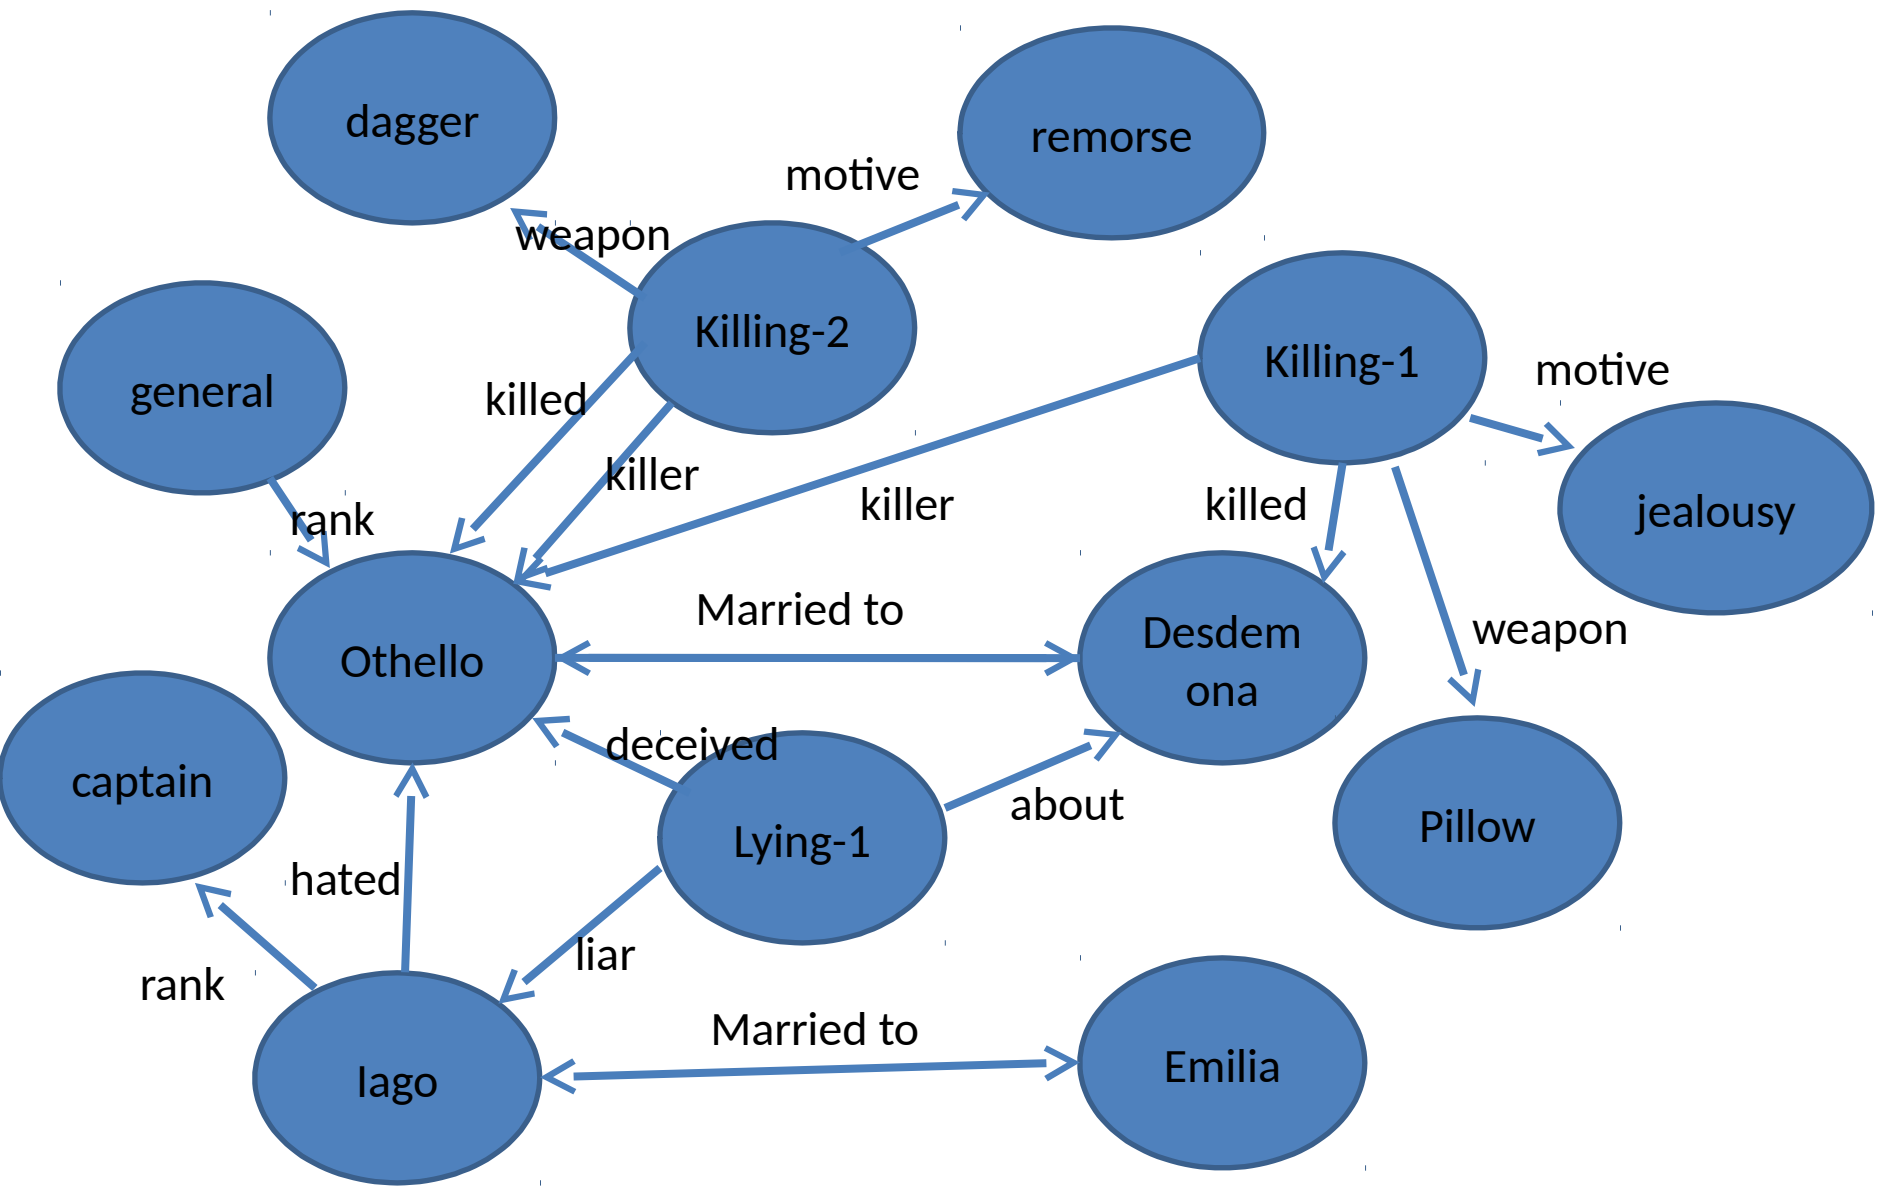 dagger
remorse
motive
weapon
Killing-2
Killing-1
motive
general
killed
killer
killer
killed
jealousy
rank
Married to
weapon
Othello
Desdem
ona
deceived
captain
about
Lying-1
Pillow
hated
liar
rank
Married to
Iago
Emilia